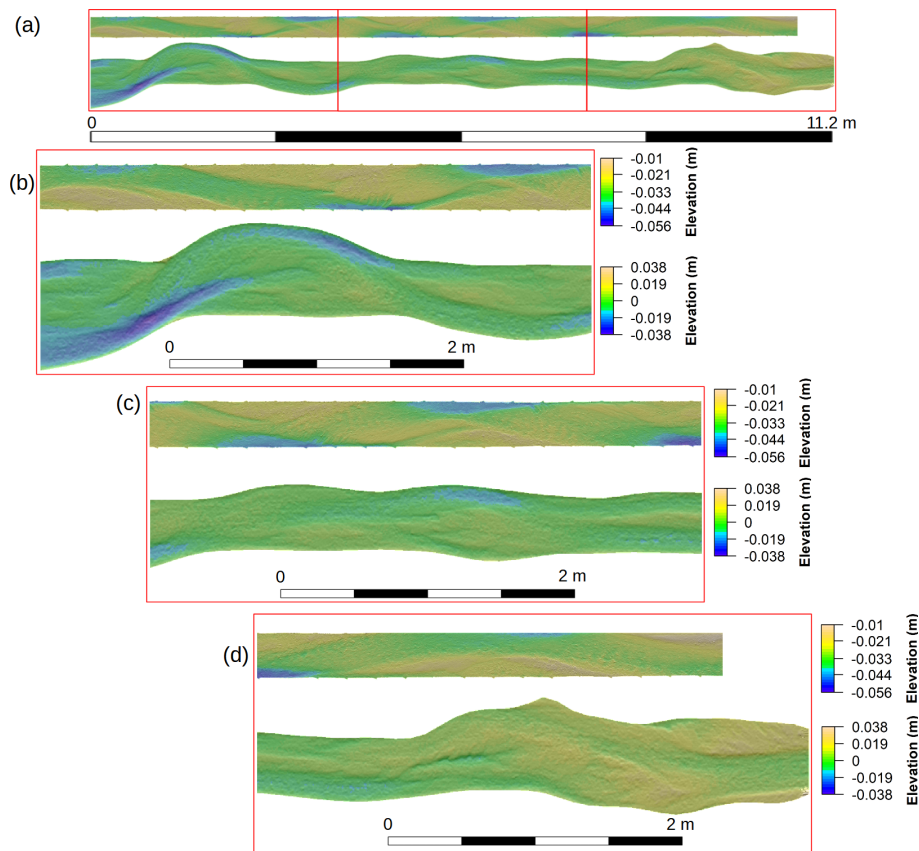 (a)
0 11.2 m
(b)
-0.01
-0.021
-0.033
-0.044
-0.056
Elevation (m)
0.038
0.019
0
-0.019
-0.038
Elevation (m)
0 2 m
(c)
-0.01
-0.021
-0.033
-0.044
-0.056
Elevation (m)
0.038
0.019
0
-0.019
-0.038
Elevation (m)
0 2 m
(d)
-0.01
-0.021
-0.033
-0.044
-0.056
Elevation (m)
0.038
0.019
0
-0.019
-0.038
Elevation (m)
0 2 m